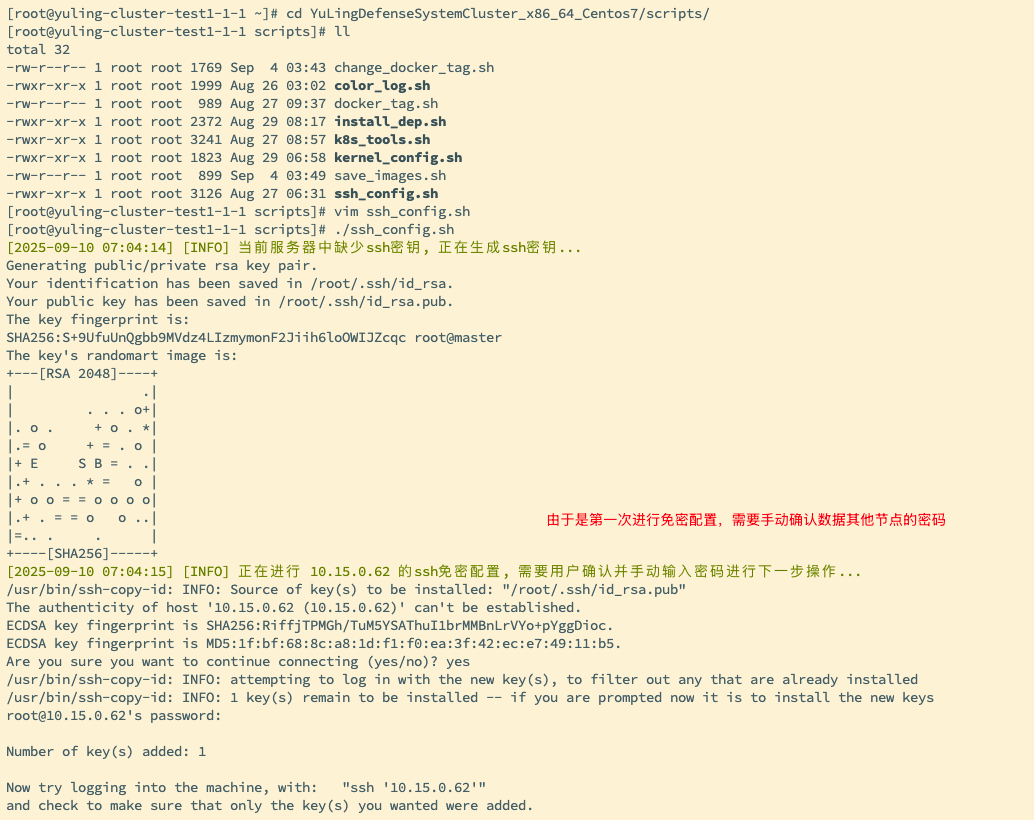 [root@yuling-cluster-test1-1-1 ~]# cd YuLingDefenseSystemCluster_x86_64_Centos7/scripts/
[root@yuling-cluster-test1-1-1 scripts]# ll
total 32
-rw-r--r-- 1 root root 1769 Sep  4 03:43 change_docker_tag.sh
-rwxr-xr-x 1 root root 1999 Aug 26 03:02 color_log.sh
-rw-r--r-- 1 root root  989 Aug 27 09:37 docker_tag.sh
-rwxr-xr-x 1 root root 2372 Aug 29 08:17 install_dep.sh
-rwxr-xr-x 1 root root 3241 Aug 27 08:57 k8s_tools.sh
-rwxr-xr-x 1 root root 1823 Aug 29 06:58 kernel_config.sh
-rw-r--r-- 1 root root  899 Sep  4 03:49 save_images.sh
-rwxr-xr-x 1 root root 3126 Aug 27 06:31 ssh_config.sh
[root@yuling-cluster-test1-1-1 scripts]# vim ssh_config.sh
[root@yuling-cluster-test1-1-1 scripts]# ./ssh_config.sh
[2025-09-10 07:04:14] [INFO] 当前服务器中缺少ssh密钥, 正在生成ssh密钥...
Generating public/private rsa key pair.
Your identification has been saved in /root/.ssh/id_rsa.
Your public key has been saved in /root/.ssh/id_rsa.pub.
The key fingerprint is:
SHA256:S+9UfuUnQgbb9MVdz4LIzmymonF2Jiih6loOWIJZcqc root@master
The key's randomart image is:
+---[RSA 2048]----+
|                .|
|         . . . o+|
|. o .     + o . *|
|.= o     + = . o |
|+ E     S B = . .|
|.+ . . . * =   o |
|+ o o = = o o o o|
|.+ . = = o   o ..|
|=.. .     .      |
+----[SHA256]-----+
由于是第一次进行免密配置，需要手动确认数据其他节点的密码
[2025-09-10 07:04:15] [INFO] 正在进行 10.15.0.62 的ssh免密配置, 需要用户确认并手动输入密码进行下一步操作...
/usr/bin/ssh-copy-id: INFO: Source of key(s) to be installed: "/root/.ssh/id_rsa.pub"
The authenticity of host '10.15.0.62 (10.15.0.62)' can't be established.
ECDSA key fingerprint is SHA256:RiffjTPMGh/TuM5YSAThuI1brMMBnLrVYo+pYggDioc.
ECDSA key fingerprint is MD5:1f:bf:68:8c:a8:1d:f1:f0:ea:3f:42:ec:e7:49:11:b5.
Are you sure you want to continue connecting (yes/no)? yes
/usr/bin/ssh-copy-id: INFO: attempting to log in with the new key(s), to filter out any that are already installed
/usr/bin/ssh-copy-id: INFO: 1 key(s) remain to be installed -- if you are prompted now it is to install the new keys
root@10.15.0.62's password:
Number of key(s) added: 1
Now try logging into the machine, with:   "ssh '10.15.0.62'"
and check to make sure that only the key(s) you wanted were added.